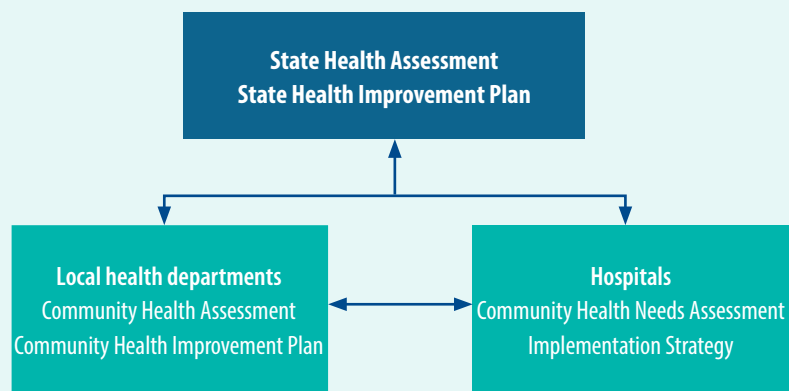 State Health Assessment
State Health Improvement Plan
Local health departments
Community Health Assessment
Community Health Improvement Plan
Hospitals
Community Health Needs Assessment
Implementation Strategy